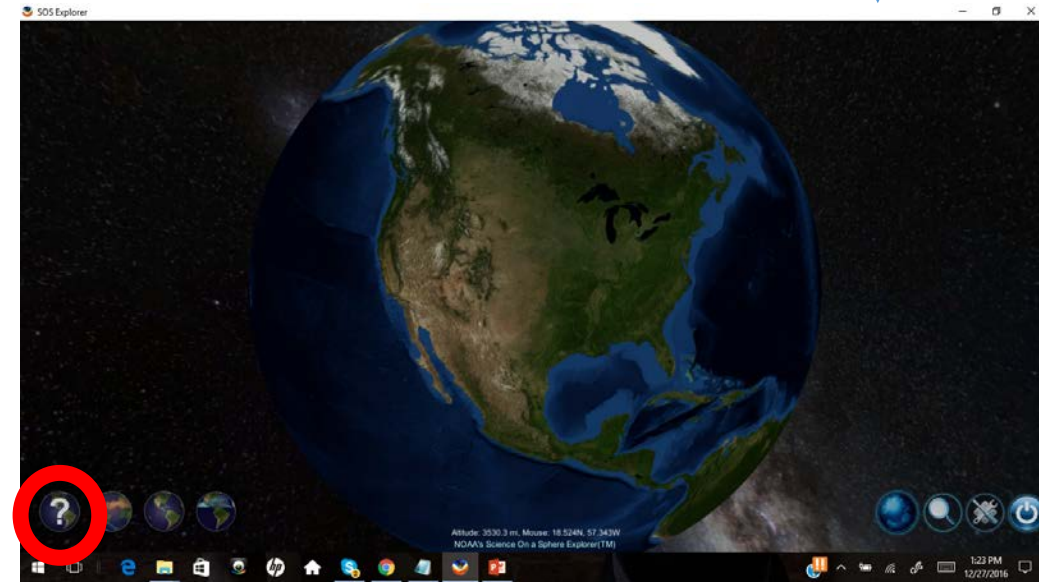 SOS Explorer
?
Altitude: 3530.3 mi, Mouse: 18.524N, 57.343W
NOAA's Science On a Sphere Explorer(TM)
hp
1:23 PM
12/27/2016